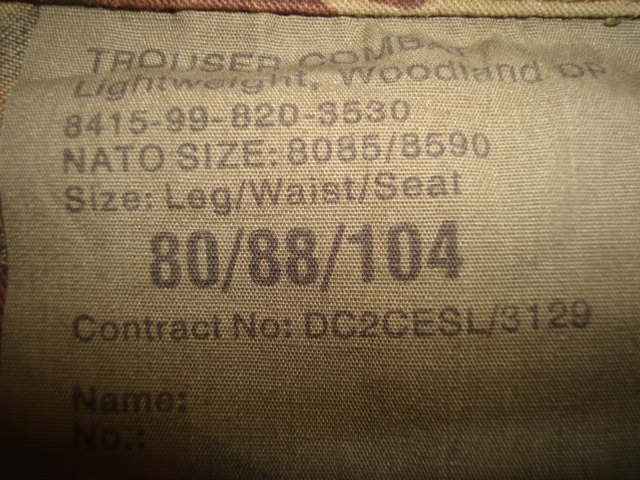 TROUSER COMBAT
Lightweight, Woodland DP
8415-99-820-3530
NATO SIZE: 8085/8590
Size: Leg/Waist/Seat
80/88/104
Contract No: DC2CESL/3129
Name:
No.: